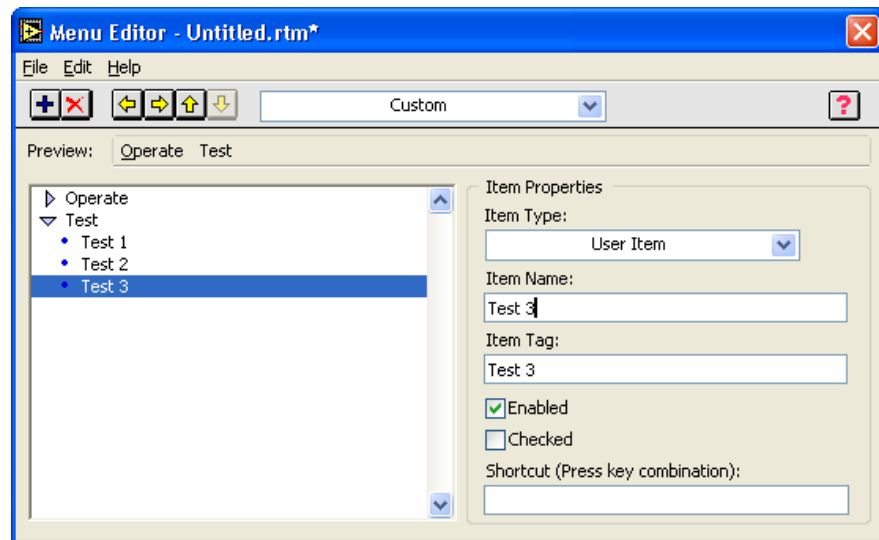 Menu Editor - Untitled.rtm*
File Edit Help
Custom
?
Preview: Operate Test
Operate
Test
Test 1
Test 2
Test 3
Item Properties
Item Type:
User Item
Item Name:
Test 3
Item Tag:
Test 3
Enabled
Checked
Shortcut (Press key combination):